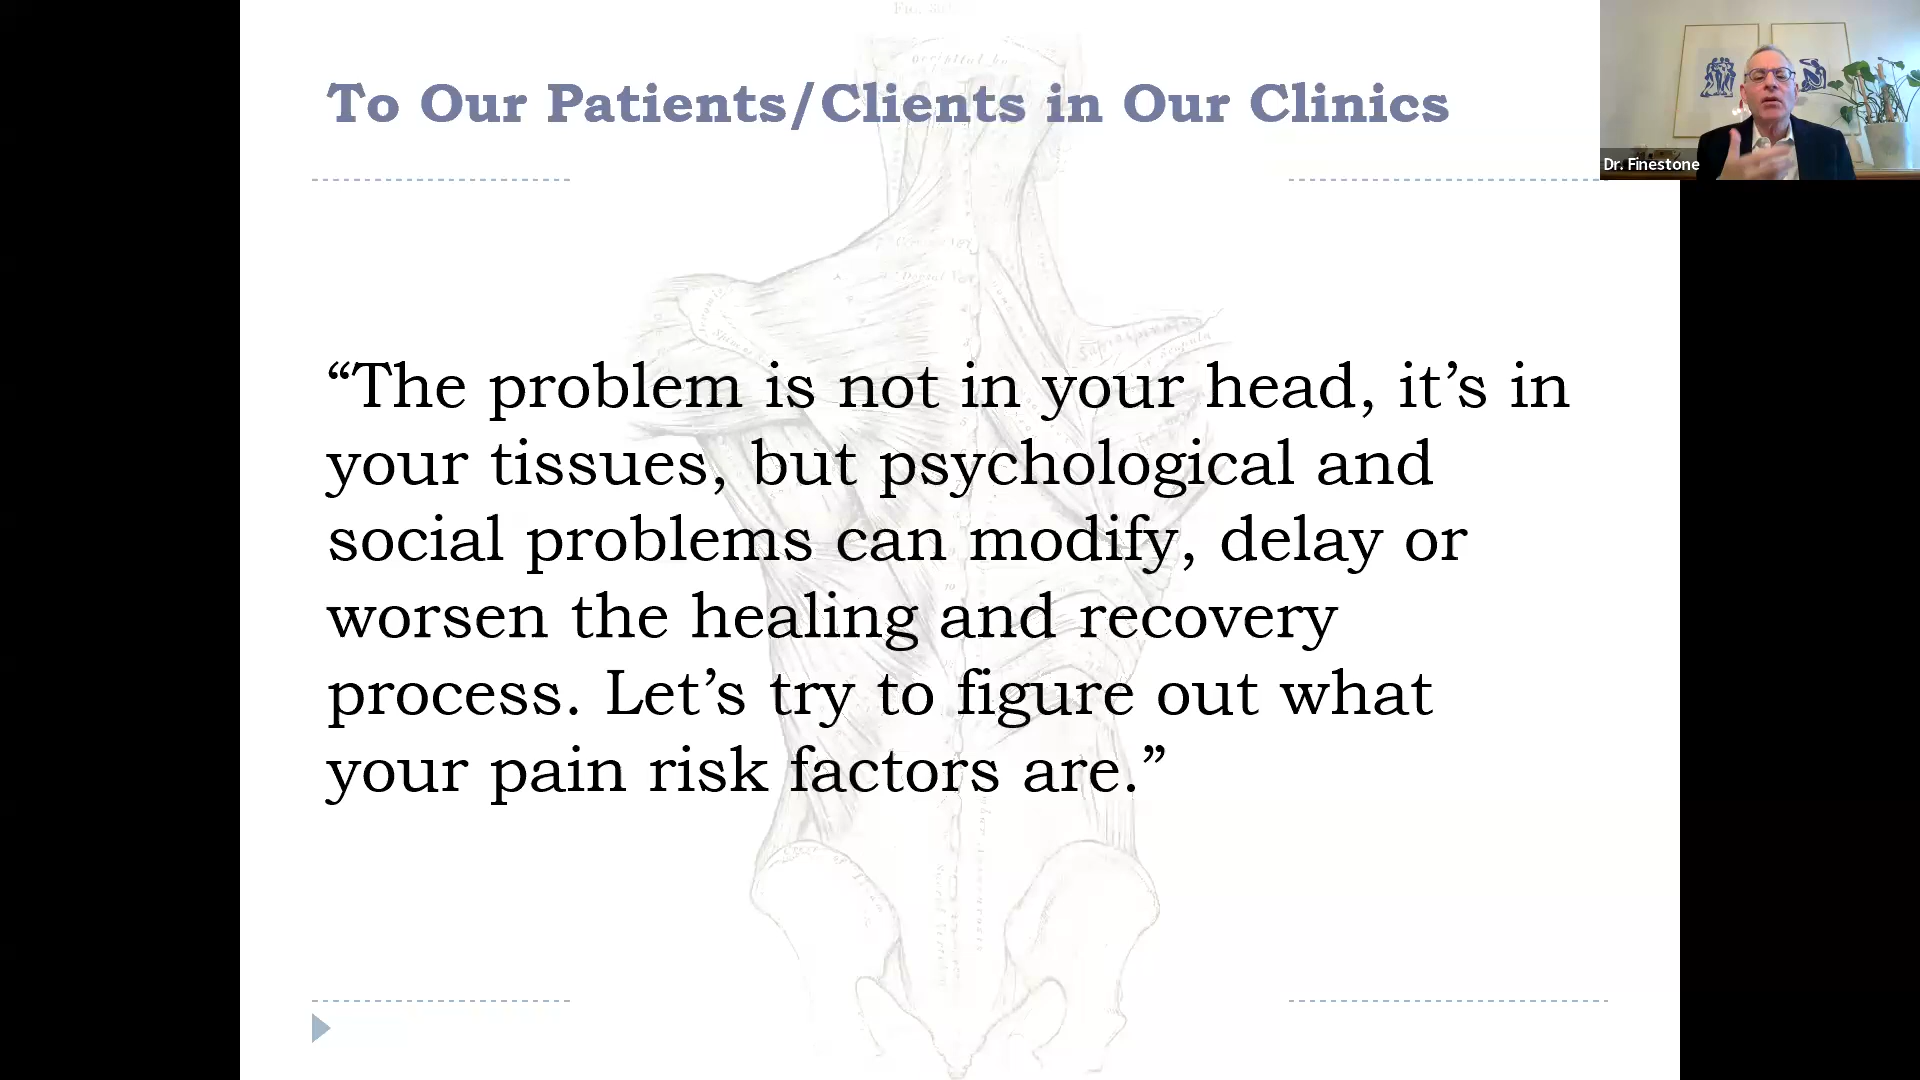 To Our Patients/Clients in Our Clinics
Dr. Finestone
“The problem is not in your head, it’s in
your tissues, but psychological and
social problems can modify, delay or
worsen the healing and recovery
process. Let’s try to figure out what
your pain risk factors are.”